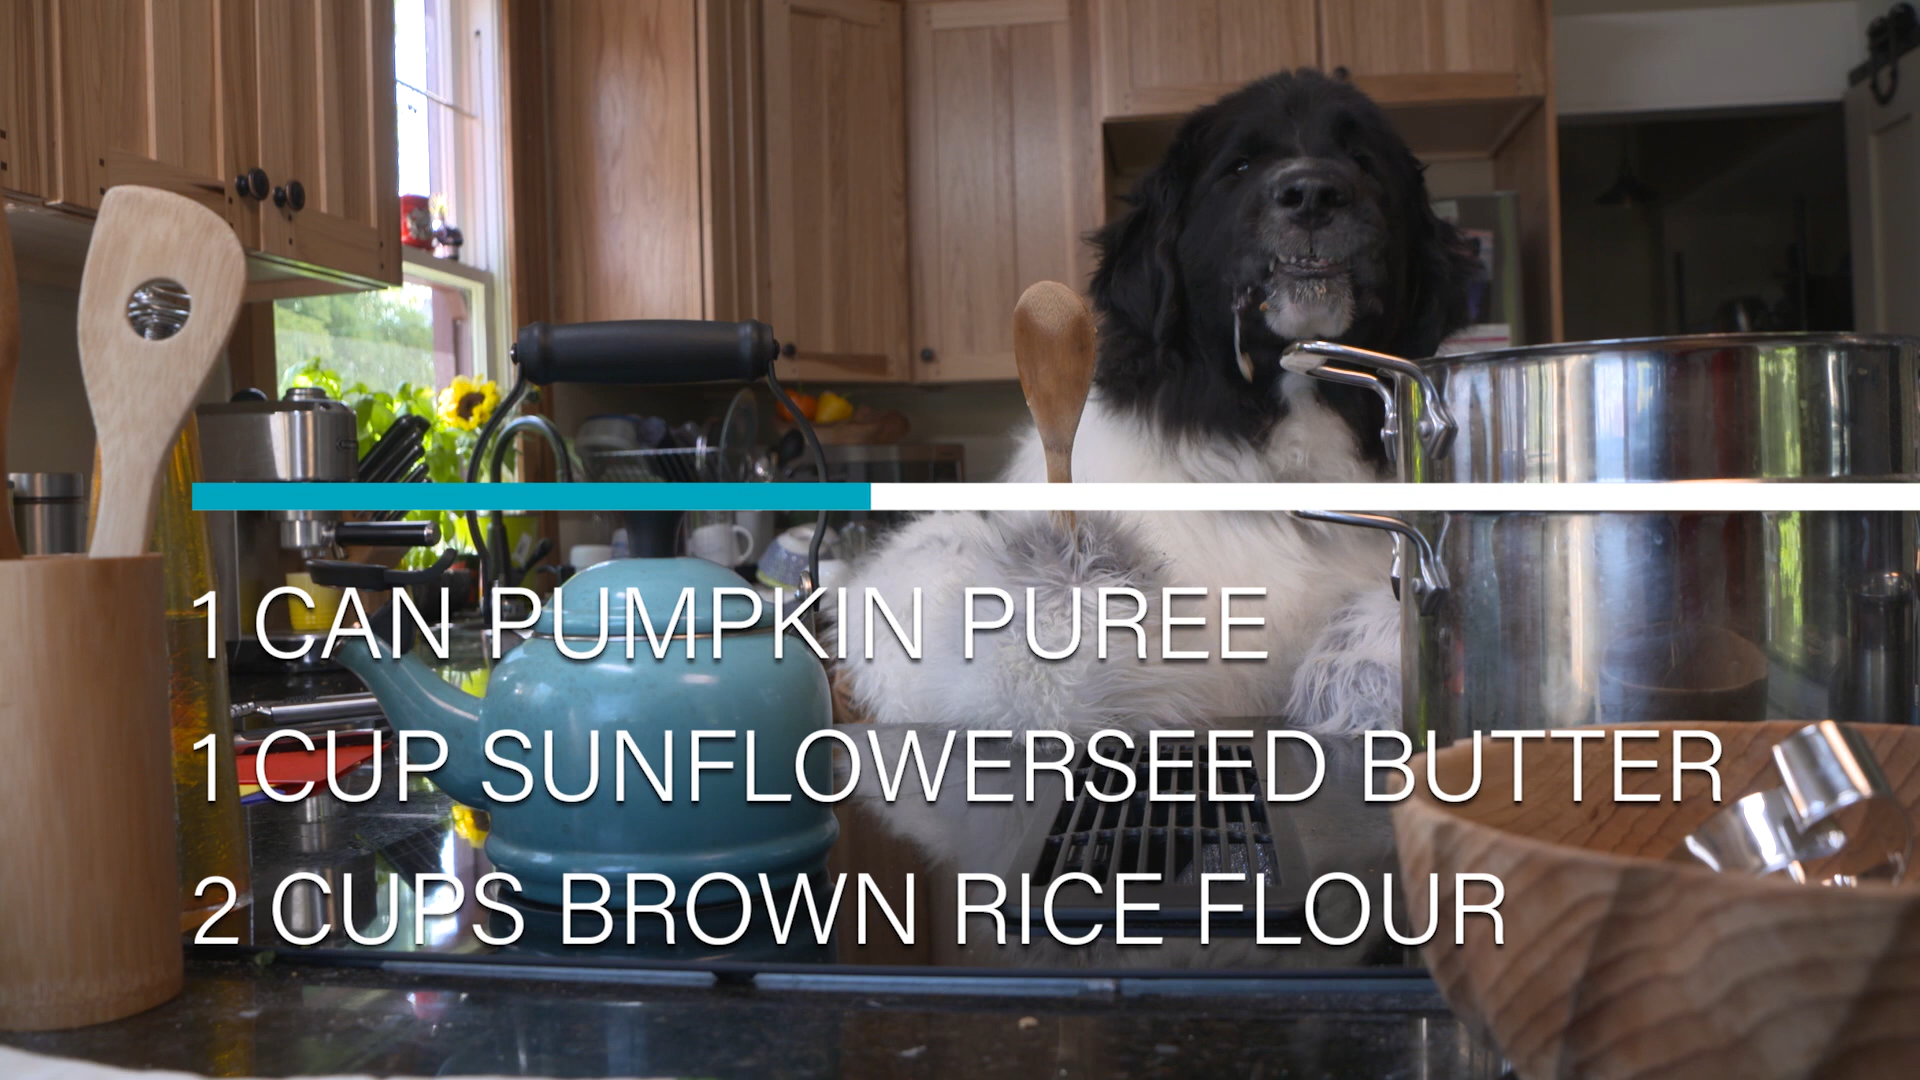 1 CAN PUMPKIN PUREE
1 CUP SUNFLOWERSEED BUTTER
2 CUPS BROWN RICE FLOUR